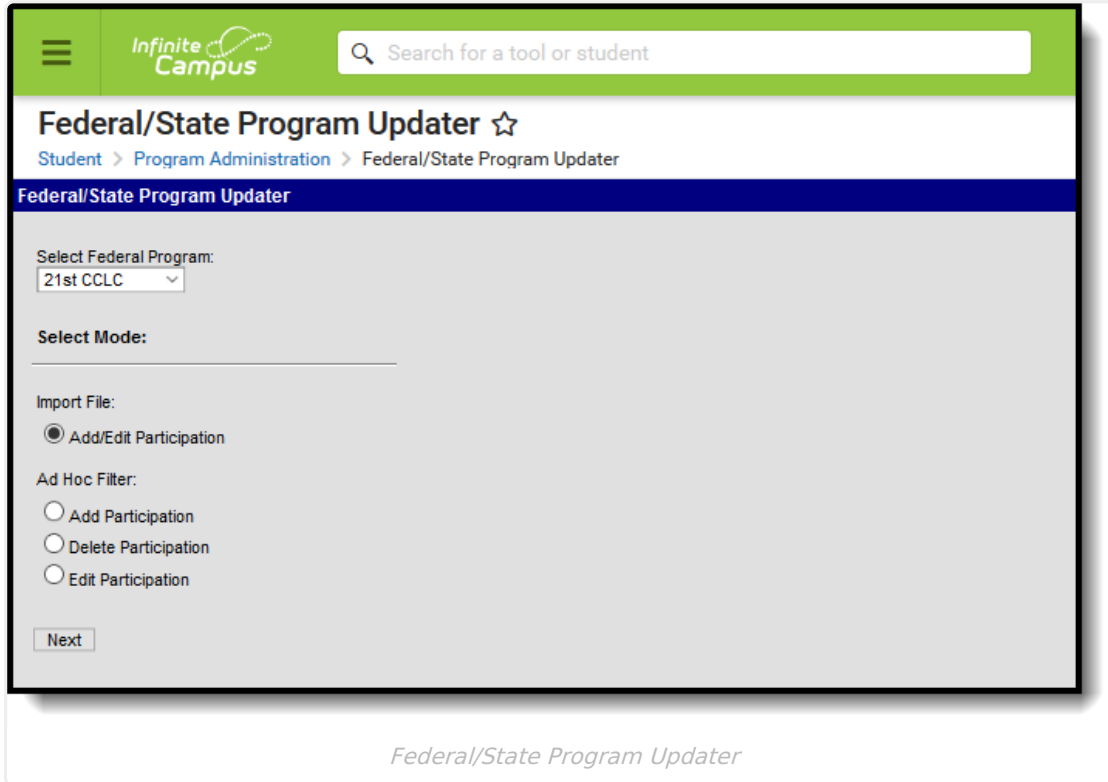 Infinite
Campus
Search for a tool or student
Federal/State Program Updater
Student > Program Administration > Federal/State Program Updater
Federal/State Program Updater
Select Federal Program:
21st CCLC
Select Mode:
Import File:
Add/Edit Participation
Ad Hoc Filter:
Add Participation
Delete Participation
Edit Participation
Next
Federal/State Program Updater